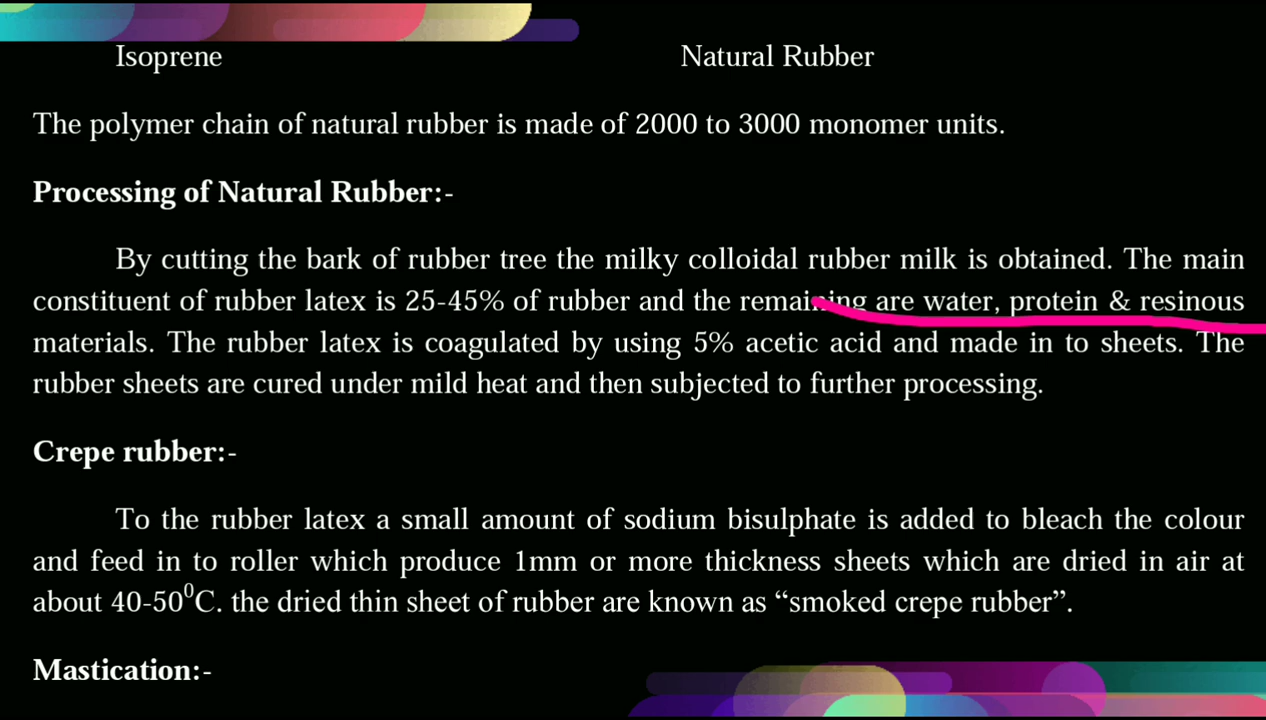 Isoprene Natural Rubber
The polymer chain of natural rubber is made of 2000 to 3000 monomer units.
Processing of Natural Rubber:-
By cutting the bark of rubber tree the milky colloidal rubber milk is obtained. The main
constituent of rubber latex is 25-45% of rubber and the remaining are water, protein & resinous
materials. The rubber latex is coagulated by using 5% acetic acid and made in to sheets. The
rubber sheets are cured under mild heat and then subjected to further processing.
Crepe rubber:-
To the rubber latex a small amount of sodium bisulphate is added to bleach the colour
and feed in to roller which produce 1mm or more thickness sheets which are dried in air at
about 40-50⁰C. the dried thin sheet of rubber are known as “smoked crepe rubber”.
Mastication:-